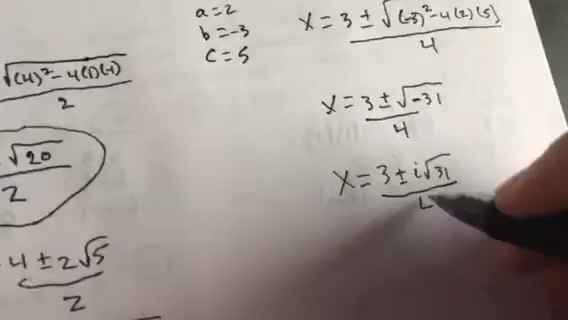 √(4)²-4(1)(-1)
2
√20
2
4 ± 2√5
2
a=2
b=-3
c=5
X = 3 ± √(-3)²-4(2)(5)
4
X = 3 ± √-31
4
X = 3 ± i√31